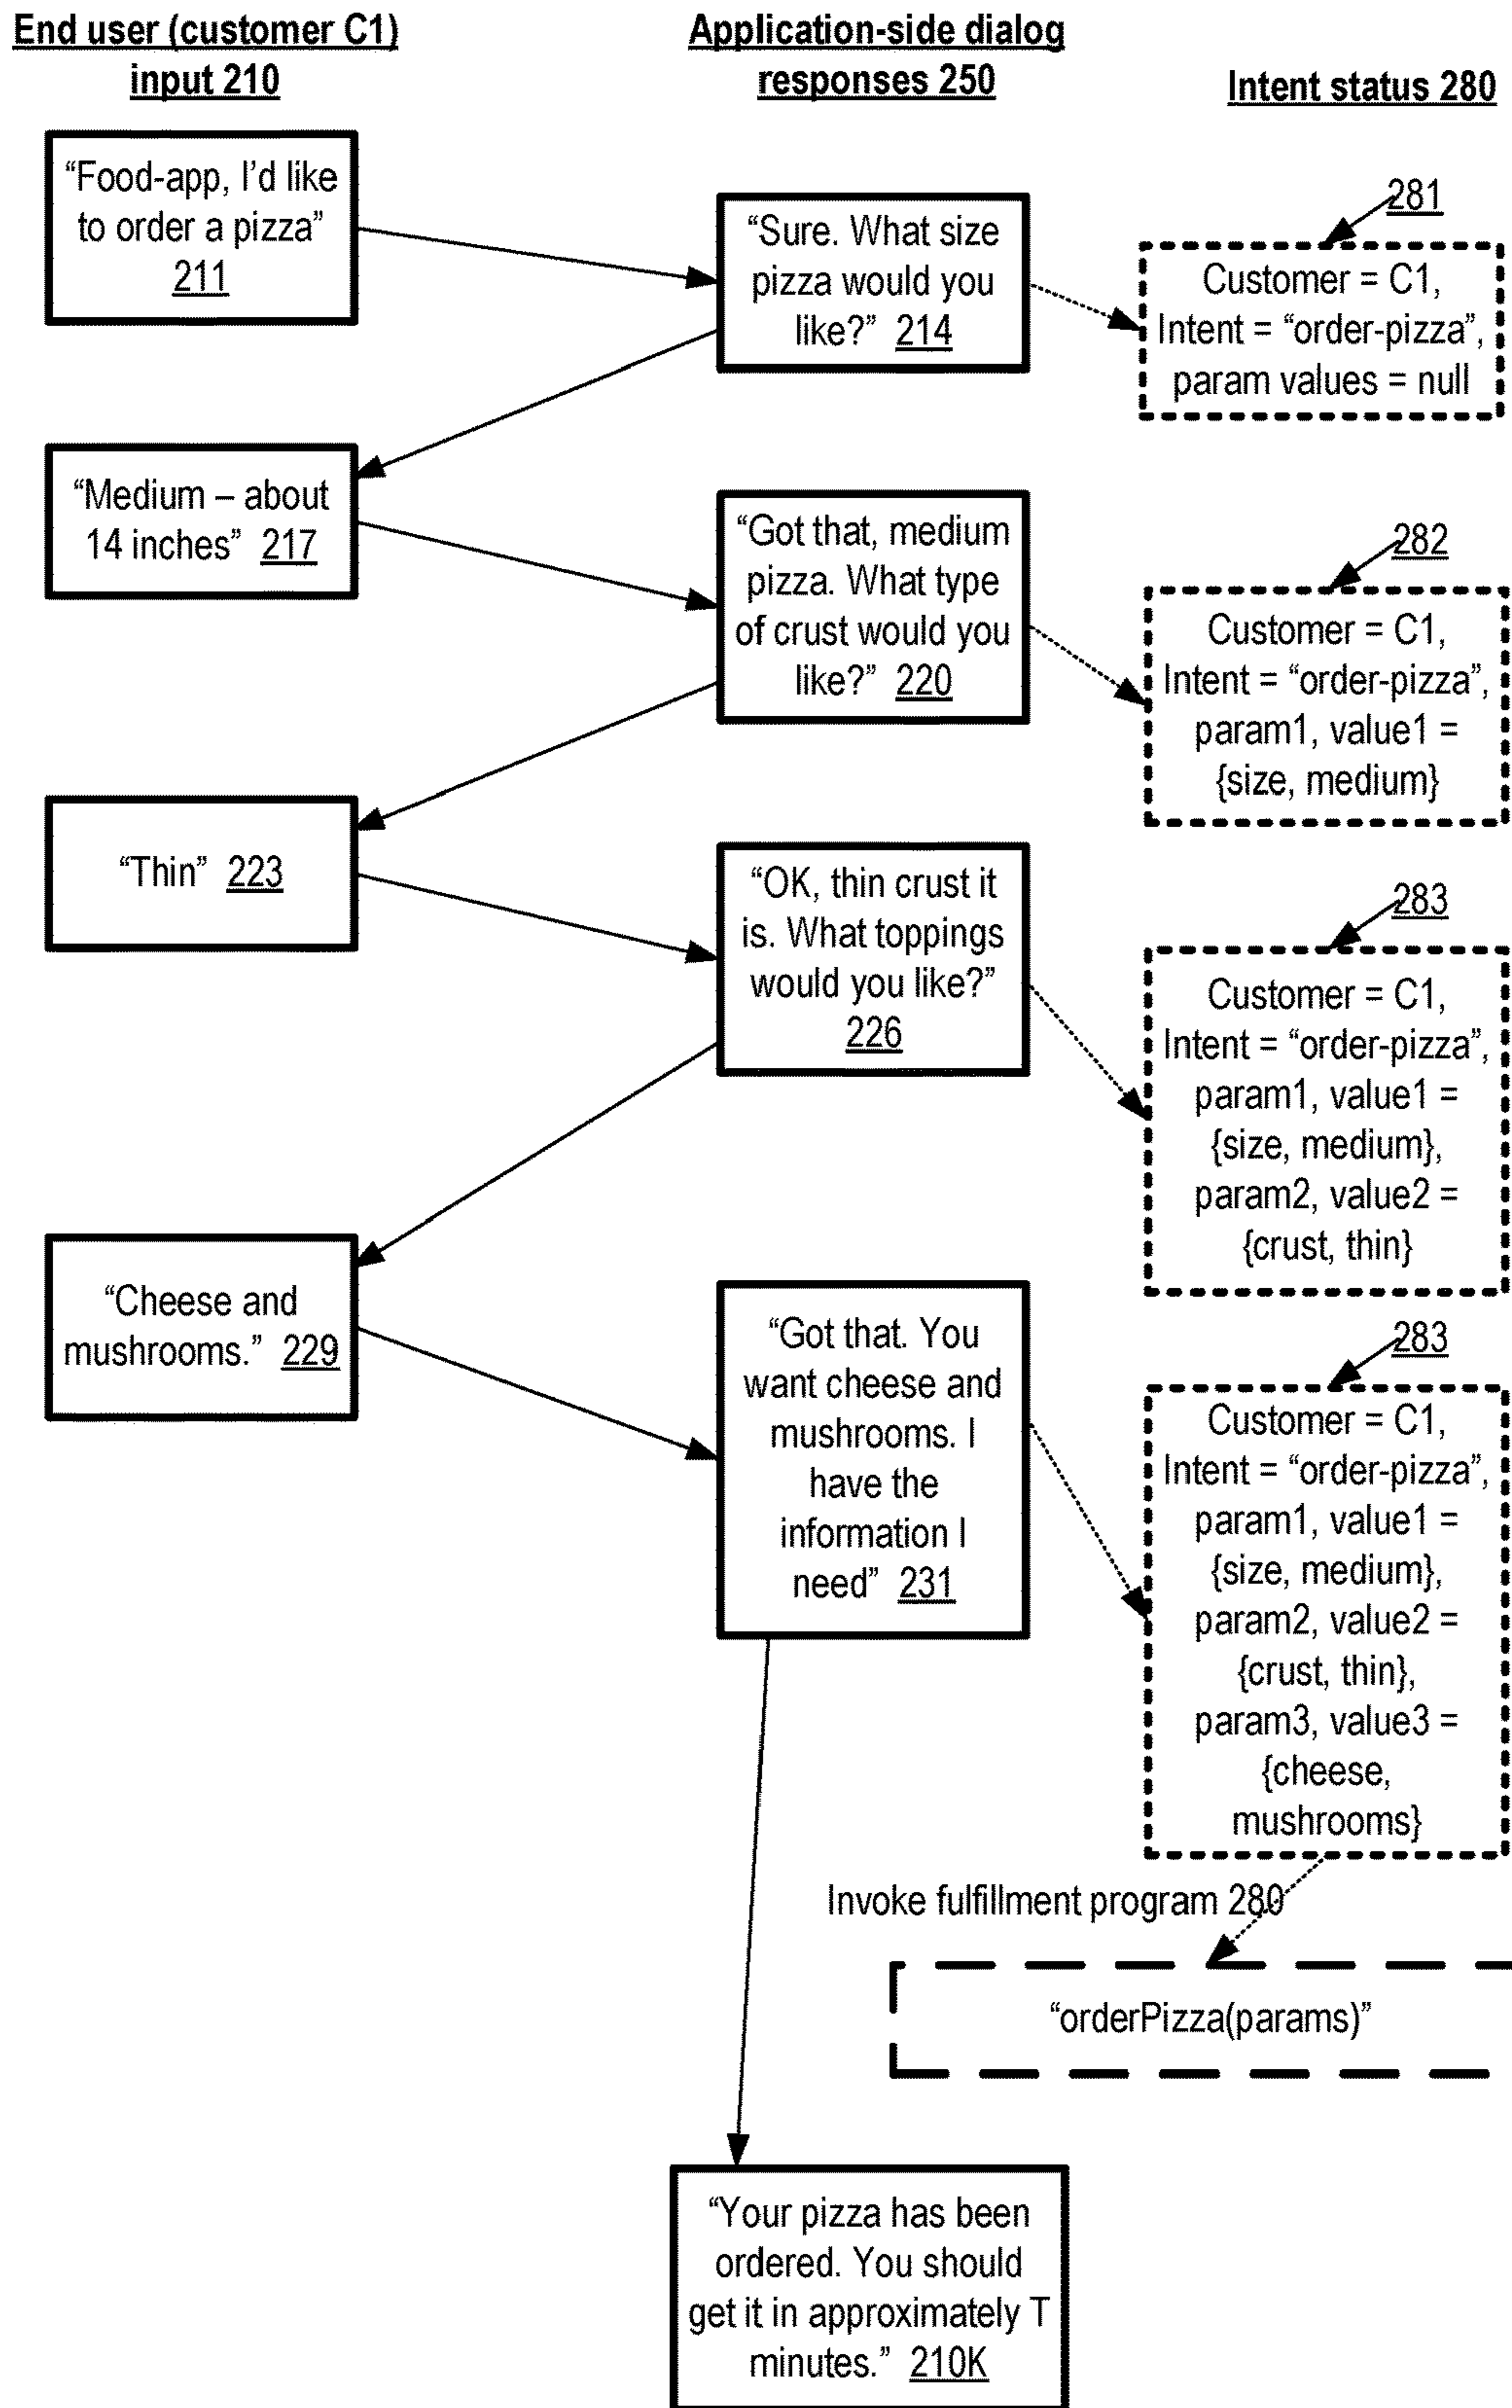 End user (customer C1)
input 210
Application-side dialog
responses 250
Intent status 280
“Food-app, I’d like
to order a pizza”
211
“Sure. What size
pizza would you
like?” 214
281
Customer = C1,
Intent = “order-pizza”,
param values = null
“Medium – about
14 inches” 217
“Got that, medium
pizza. What type
of crust would you
like?” 220
282
Customer = C1,
Intent = “order-pizza”,
param1, value1 =
{size, medium}
“Thin” 223
“OK, thin crust it
is. What toppings
would you like?”
226
283
Customer = C1,
Intent = “order-pizza”,
param1, value1 =
{size, medium},
param2, value2 =
{crust, thin}
“Cheese and
mushrooms.” 229
“Got that. You
want cheese and
mushrooms. I
have the
information I
need” 231
283
Customer = C1,
Intent = “order-pizza”,
param1, value1 =
{size, medium},
param2, value2 =
{crust, thin},
param3, value3 =
{cheese,
mushrooms}
Invoke fulfillment program 280
“orderPizza(params)”
“Your pizza has been
ordered. You should
get it in approximately T
minutes.” 210K